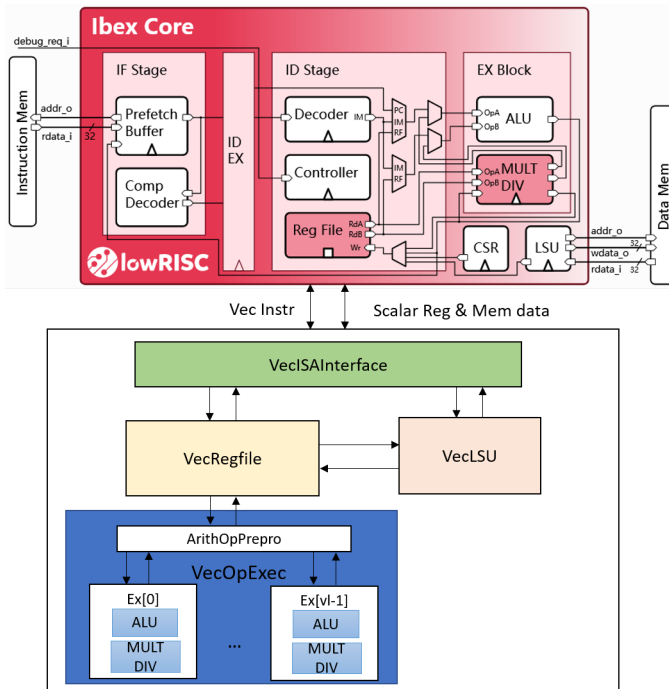 Ibex Core
debug_req_i
IF Stage
ID Stage
EX Block
Instruction Mem
addr_o
rdata_i
32
Prefetch
Buffer
Comp
Decoder
ID
EX
Decoder
IM
Controller
Reg File
RdA
RdB
Wr
PC
IM
RF
IM
RF
OpA
OpB
ALU
OpA
OpB
MULT
DIV
CSR
LSU
addr_o
32
wdata_o
rdata_i
32
Data Mem
lowRISC
Vec Instr
Scalar Reg & Mem data
VecISAInterface
VecRegfile
VecLSU
ArithOpPrepro
VecOpExec
Ex[0]
ALU
MULT
DIV
...
Ex[vl-1]
ALU
MULT
DIV